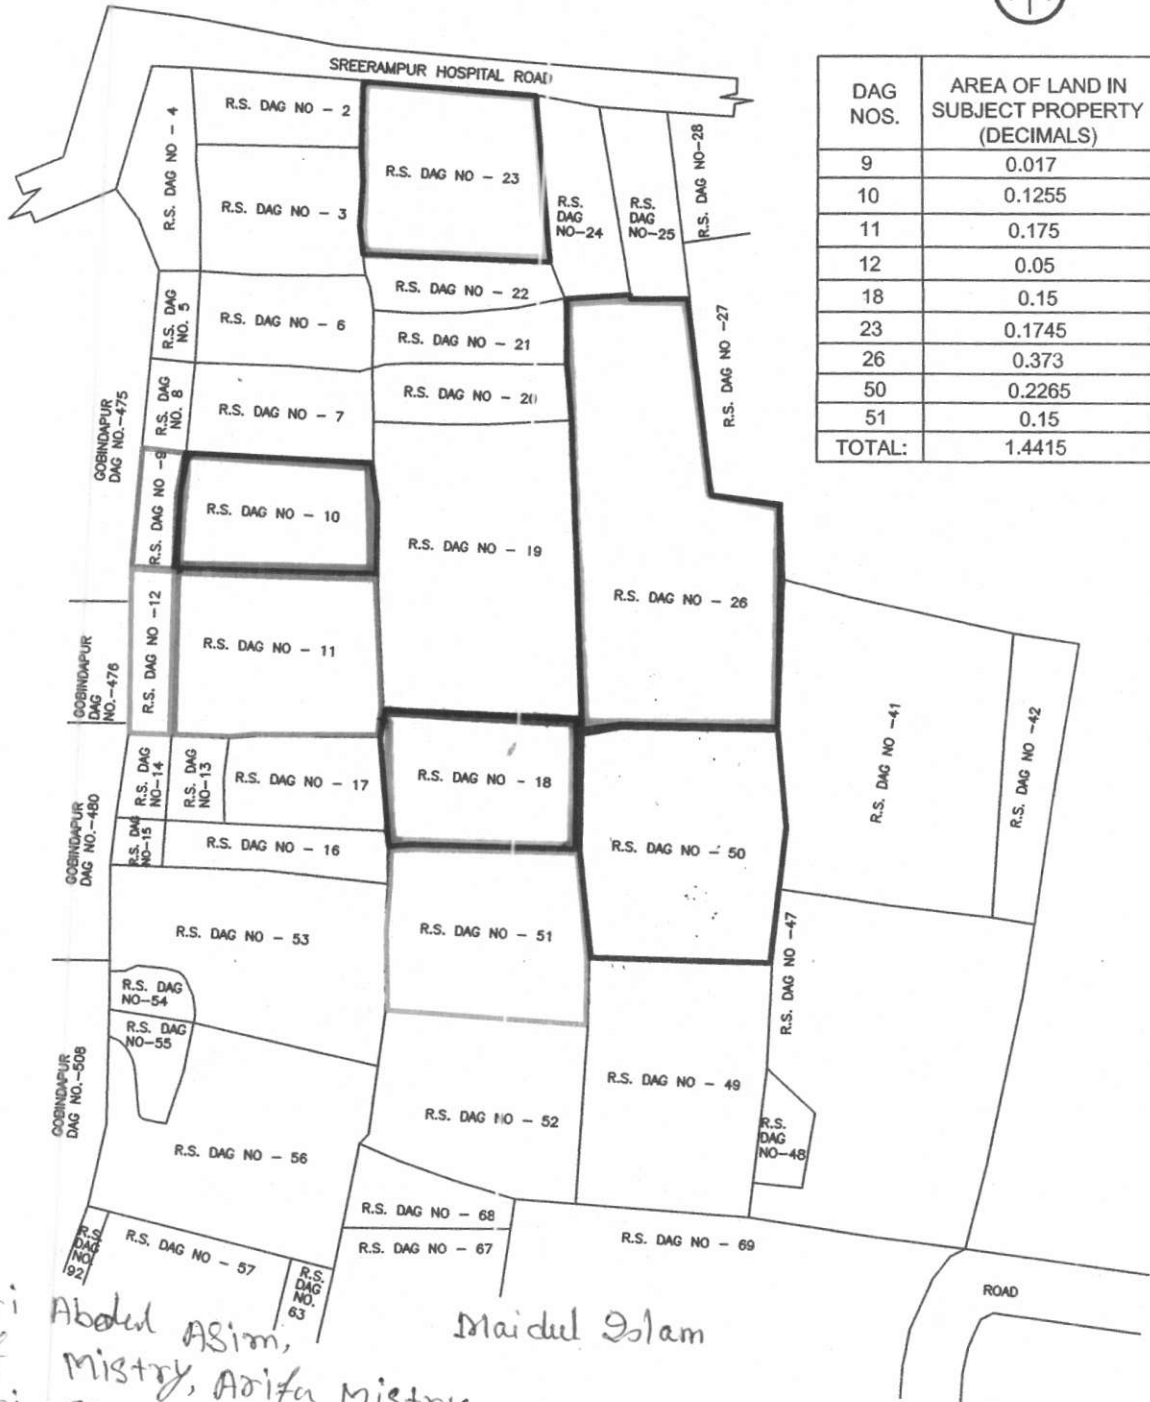 SREERAMPUR HOSPITAL ROAD
DAG NOS. AREA OF LAND IN SUBJECT PROPERTY (DECIMALS)
9 0.017
10 0.1255
11 0.175
12 0.05
18 0.15
23 0.1745
26 0.373
50 0.2265
51 0.15
TOTAL: 1.4415
R.S. DAG NO - 4
R.S. DAG NO - 2
R.S. DAG NO - 3
R.S. DAG NO - 23
R.S. DAG NO-24
R.S. DAG NO-25
R.S. DAG NO-28
R.S. DAG NO. 5
R.S. DAG NO - 6
R.S. DAG NO - 22
R.S. DAG NO - 21
R.S. DAG NO -27
R.S. DAG NO. 8
R.S. DAG NO - 7
R.S. DAG NO - 20
GOBINDAPUR DAG NO.-475
R.S. DAG NO -9
R.S. DAG NO - 10
R.S. DAG NO - 19
R.S. DAG NO - 26
R.S. DAG NO -12
R.S. DAG NO - 11
GOBINDAPUR DAG NO.-476
R.S. DAG NO -41
R.S. DAG NO -42
R.S. DAG NO-14
R.S. DAG NO-13
R.S. DAG NO - 17
R.S. DAG NO - 18
GOBINDAPUR DAG NO.-480
R.S. DAG NO-15
R.S. DAG NO - 16
R.S. DAG NO - 50
R.S. DAG NO - 53
R.S. DAG NO - 51
R.S. DAG NO -47
R.S. DAG NO-54
R.S. DAG NO-55
GOBINDAPUR DAG NO.-508
R.S. DAG NO - 49
R.S. DAG NO - 52
R.S. DAG NO-48
R.S. DAG NO - 56
R.S. DAG NO - 68
R.S. DAG NO - 67
R.S. DAG NO - 69
R.S. DAG NO. 92
R.S. DAG NO - 57
R.S. DAG NO. 63
ROAD
Abdul Asim,
Maidul Islam
Mistry, Arifa Mistry